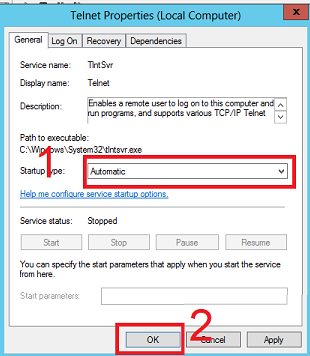 Telnet Properties (Local Computer)
x
General Log On Recovery Dependencies
Service name: TlntSvr
Display name: Telnet
Description: Enables a remote user to log on to this computer and
run programs, and supports various TCP/IP Telnet
Path to executable:
C:\Windows\System32\tlntsvr.exe
1
Startup type: Automatic
Help me configure service startup options.
Service status: Stopped
Start Stop Pause Resume
You can specify the start parameters that apply when you start the service
from here.
Start parameters:
2
OK Cancel Apply